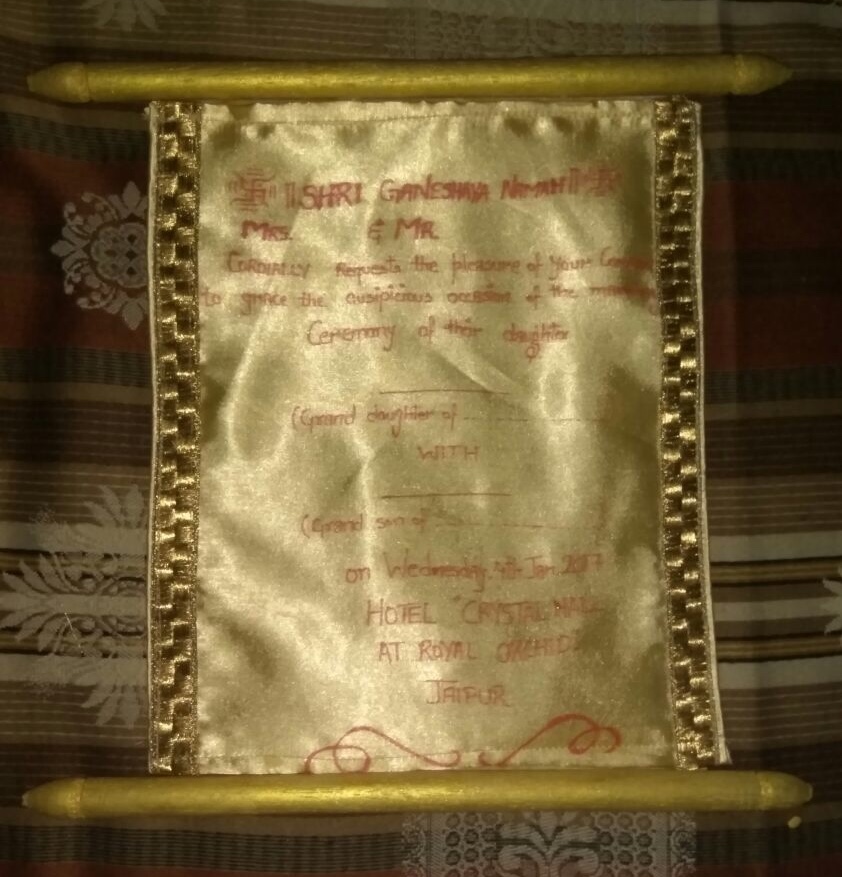 || SHRI GANESHAYA NAMAH ||
MRS. & MR
CORDIALLY Requests the pleasure of Your
to grace the auspicious occasion of the
Ceremony of their daughter
(Grand daughter of
WITH
(Grand son of
on Wednesday 4th Jan 2017
HOTEL "CRYSTAL MALL
AT ROYAL ORCHID
JAIPUR